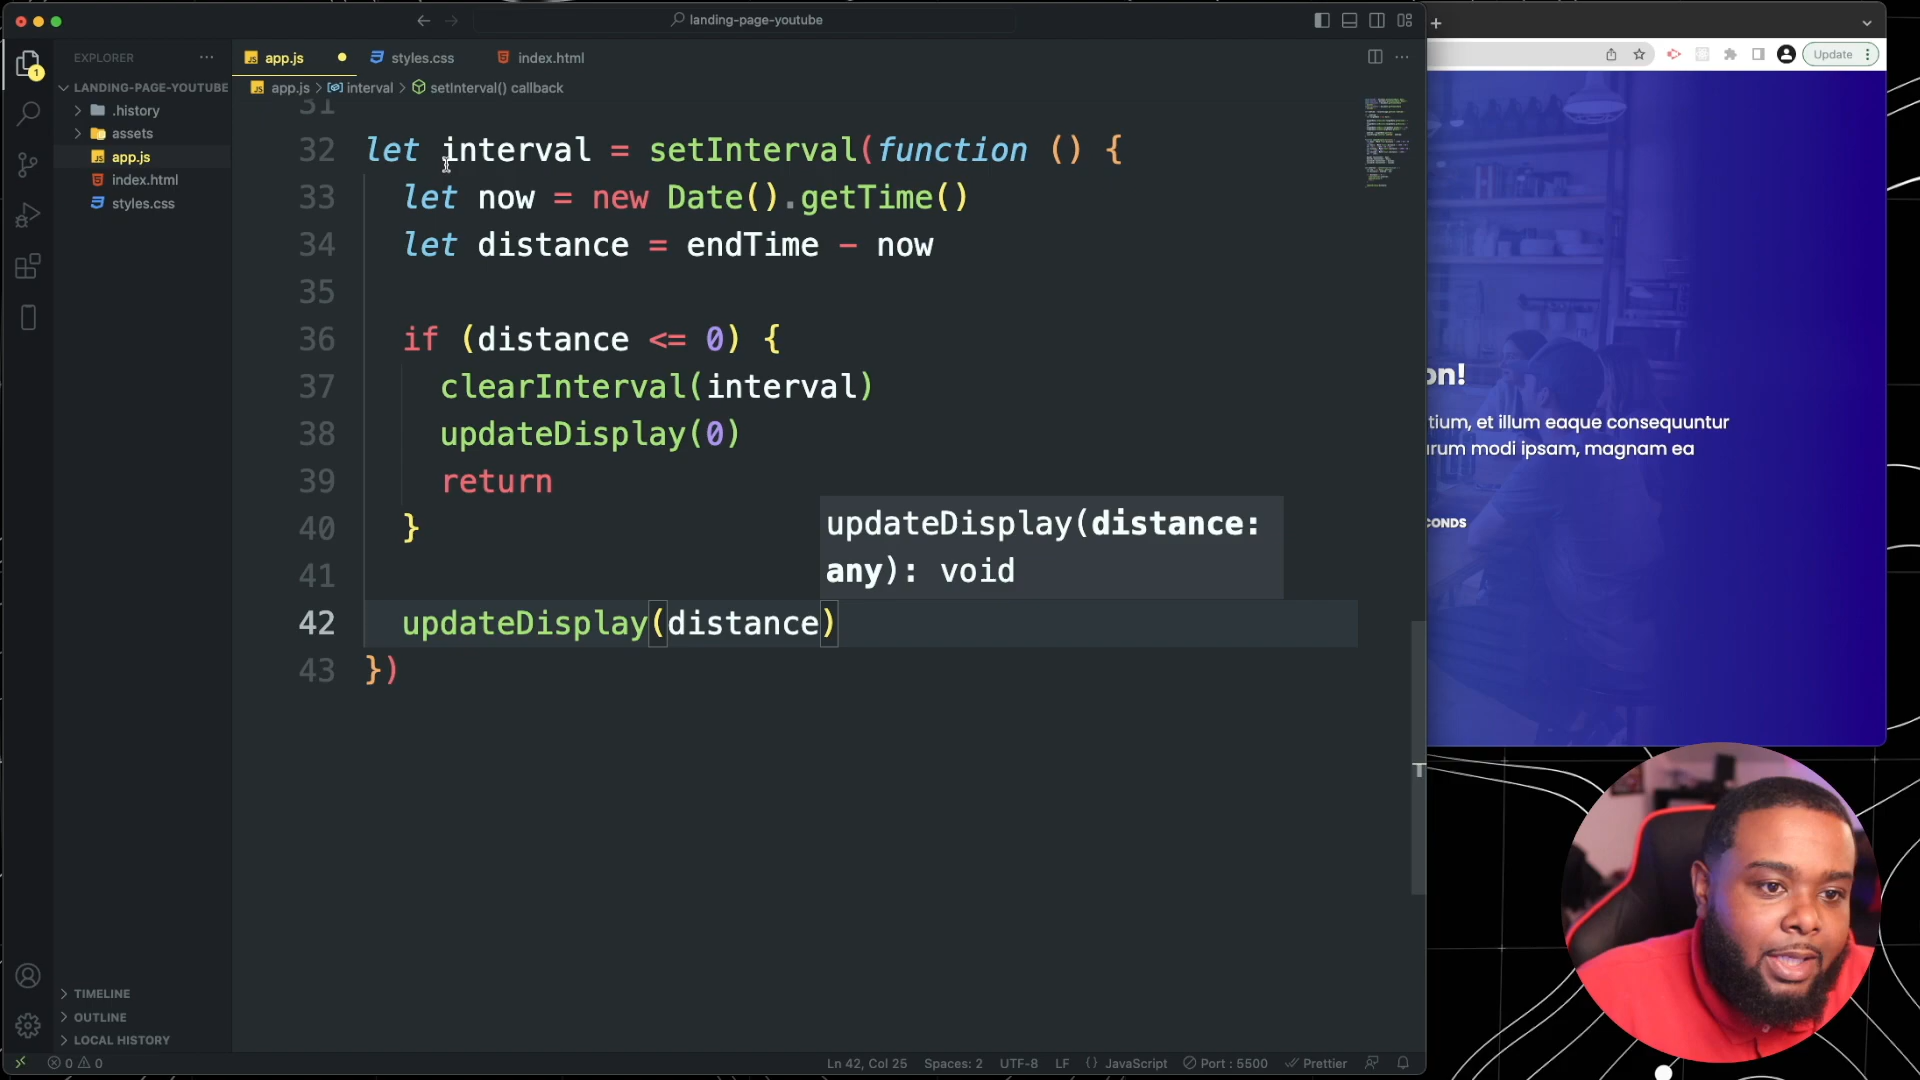 landing-page-youtube
EXPLORER
app.js
styles.css
index.html
app.js > interval > setInterval() callback
LANDING-PAGE-YOUTUBE
.history
assets
app.js
index.html
styles.css
1
31
32 let interval = setInterval(function () {
33 let now = new Date().getTime()
34 let distance = endTime - now
35
36 if (distance <= 0) {
37 clearInterval(interval)
38 updateDisplay(0)
39 return
40 }
41
42 updateDisplay(distance)
43 })
updateDisplay(distance:
any): void
TIMELINE
OUTLINE
LOCAL HISTORY
0 0
Ln 42, Col 25
Spaces: 2
UTF-8
LF
{} JavaScript
Port : 5500
Prettier
Update
on!
tium, et illum eaque consequuntur
rum modi ipsam, magnam ea
CONDS